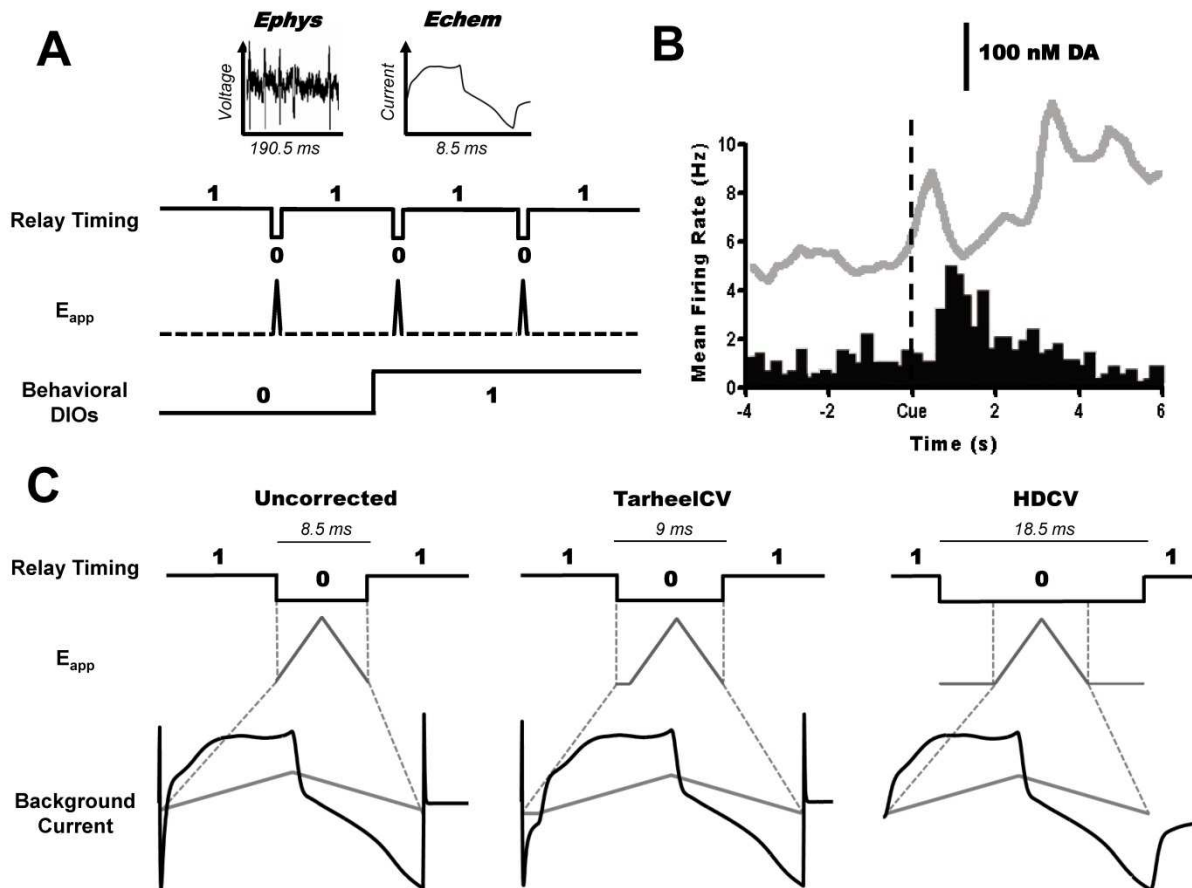 A
Ephys
Echem
Voltage
Current
190.5 ms
8.5 ms
Relay Timing
1 1 1 1
0 0 0
Eapp
Behavioral
DIOs
0 1
B
100 nM DA
Mean Firing Rate (Hz)
10
8
6
4
2
0
-4 -2 Cue 2 4 6
Time (s)
C
Uncorrected TarheelCV HDCV
8.5 ms 9 ms 18.5 ms
Relay Timing
1 0 1 1 0 1 1 0 1
Eapp
Background
Current